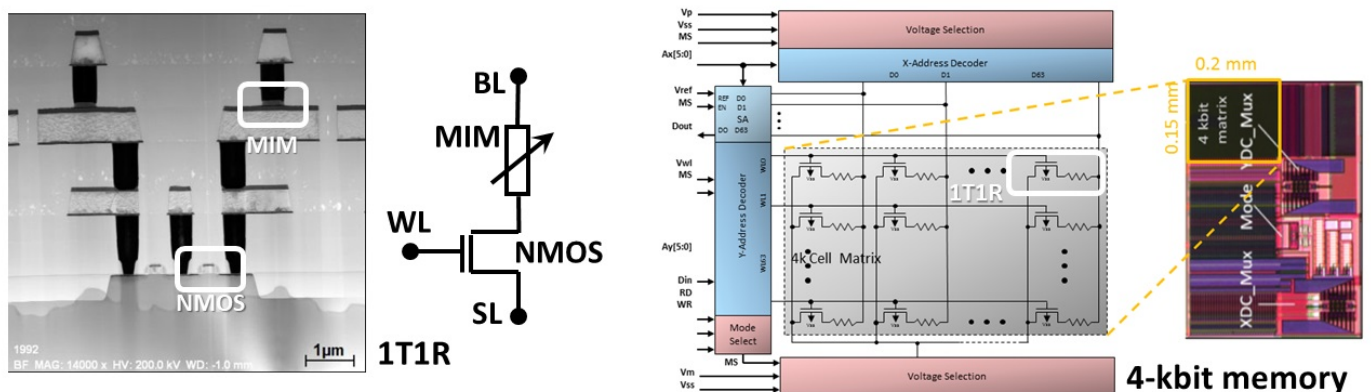 MIM
NMOS
1992
BF MAG: 14000 x HV: 200.0 kV WD: -1.0 mm
1μm
1T1R
BL
MIM
WL
NMOS
SL
Vp
Vss
MS
Ax[5:0]
Voltage Selection
X-Address Decoder
D0
D1
D63
Vref
MS
Dout
REF D0
EN D1
SA
DO D63
Vwl
MS
Ay[5:0]
Din
RD
WR
Y-Address Decoder
WL0
WL1
WL63
Mode
Select
MS
1T1R
4k Cell Matrix
Vm
Vss
Voltage Selection
0.2 mm
0.15 mm
4 kbit
matrix
YDC_Mux
Mode
XDC_Mux
4-kbit memory